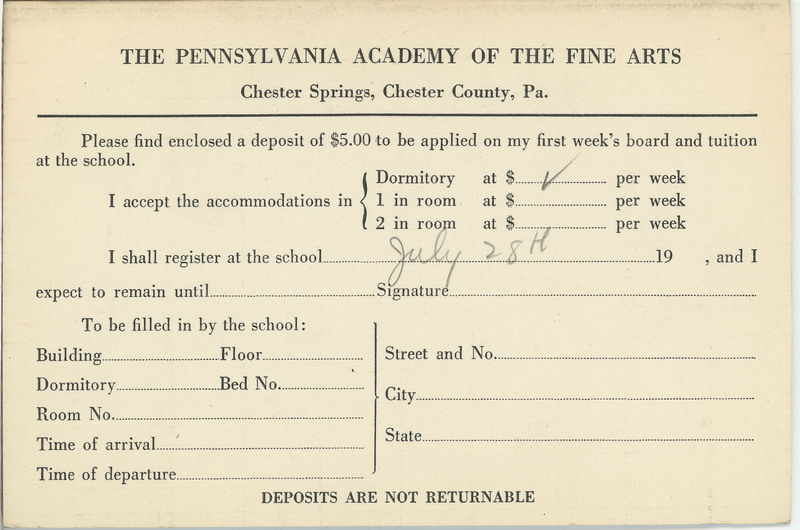 THE PENNSYLVANIA ACADEMY OF THE FINE ARTS
Chester Springs, Chester County, Pa.
Please find enclosed a deposit of $5.00 to be applied on my first week's board and tuition
at the school.
Dormitory at $ ✓ per week
I accept the accommodations in { 1 in room at $ per week
2 in room at $ per week
I shall register at the school July 28th 19 , and I
expect to remain until Signature
To be filled in by the school:
Building Floor
Dormitory Bed No.
Room No.
Time of arrival
Time of departure
Street and No.
City
State
DEPOSITS ARE NOT RETURNABLE